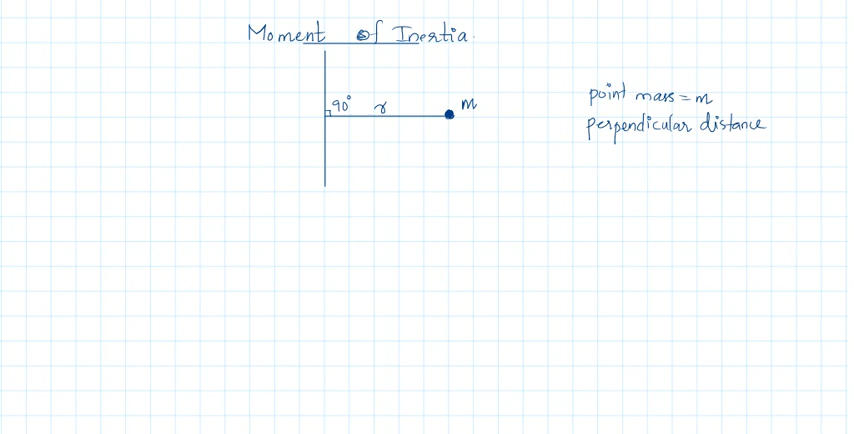 Moment of Inertia.
90° r m
point mass = m
perpendicular distance